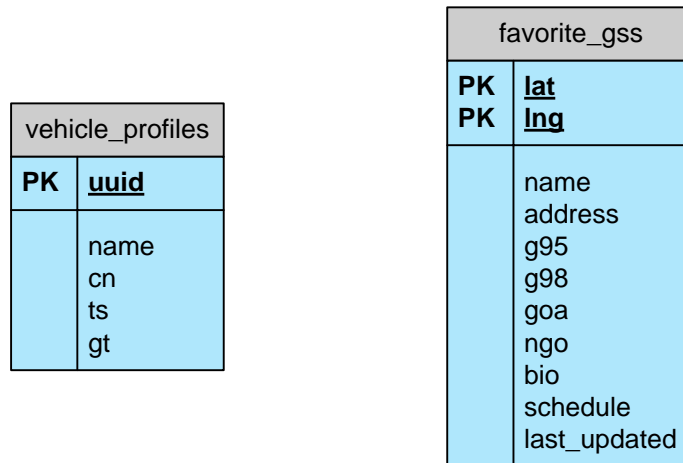 vehicle_profiles
PK uuid
name
cn
ts
gt
favorite_gss
PK lat
PK lng
name
address
g95
g98
goa
ngo
bio
schedule
last_updated